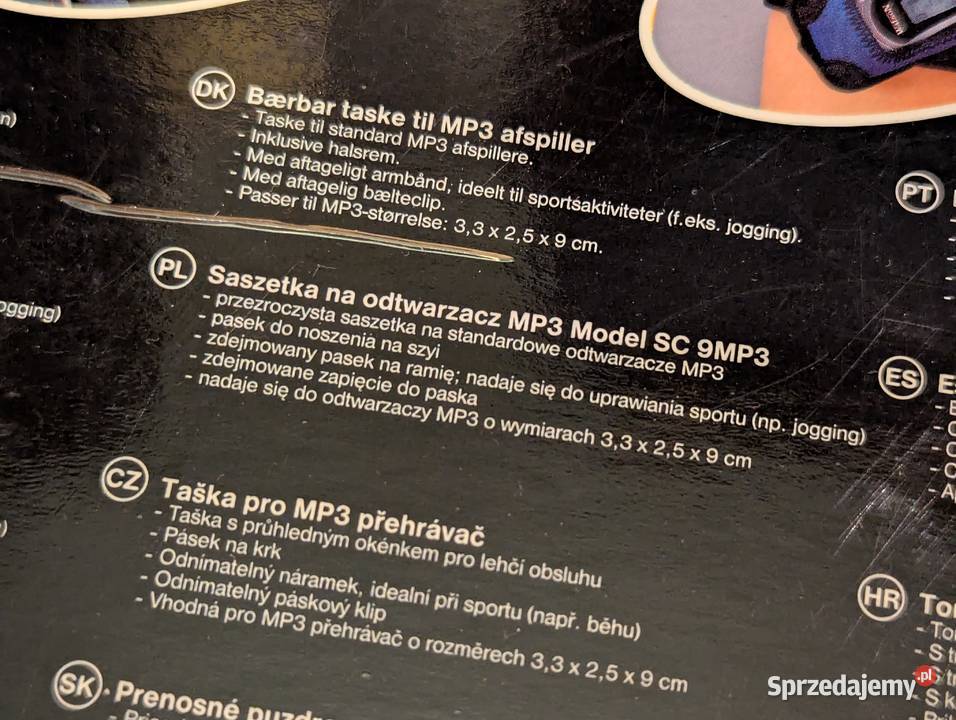 DK Bærbar taske til MP3 afspiller
- Taske til standard MP3 afspillere.
- Inklusive halsrem.
- Med aftageligt armbånd, ideelt til sportsaktiviteter (f.eks. jogging).
- Med aftagelig bælteclip.
- Passer til MP3-størrelse: 3,3 x 2,5 x 9 cm.
PL Saszetka na odtwarzacz MP3 Model SC 9MP3
- przezroczysta saszetka na standardowe odtwarzacze MP3
- pasek do noszenia na szyi
- zdejmowany pasek na ramię; nadaje się do uprawiania sportu (np. jogging)
- zdejmowane zapięcie do paska
- nadaje się do odtwarzaczy MP3 o wymiarach 3,3 x 2,5 x 9 cm
CZ Taška pro MP3 přehrávač
- Taška s průhledným okénkem pro lehčí obsluhu
- Pásek na krk
- Odnímatelný náramek, idealní při sportu (např. běhu)
- Odnímatelný páskový klip
- Vhodná pro MP3 přehrávač o rozměrech 3,3 x 2,5 x 9 cm
SK Prenosné
ogging)
PT
ES
HR
Sprzedajemy.pl